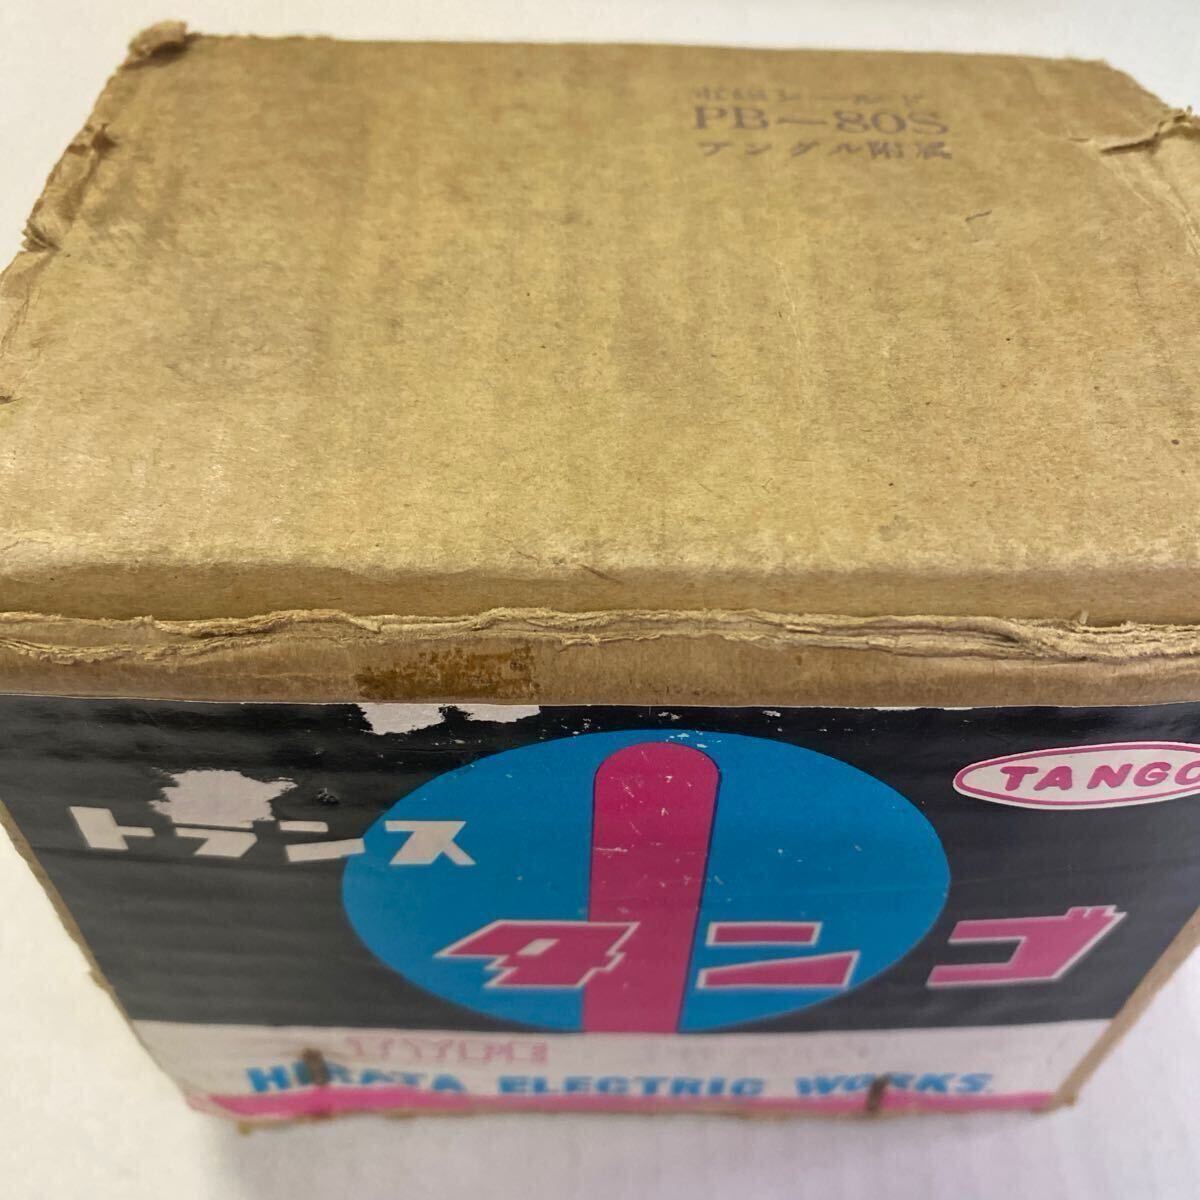 PB-80S
アングル附属
TANGO
トランス
タンゴ
HIRATA ELECTRIC WORKS.